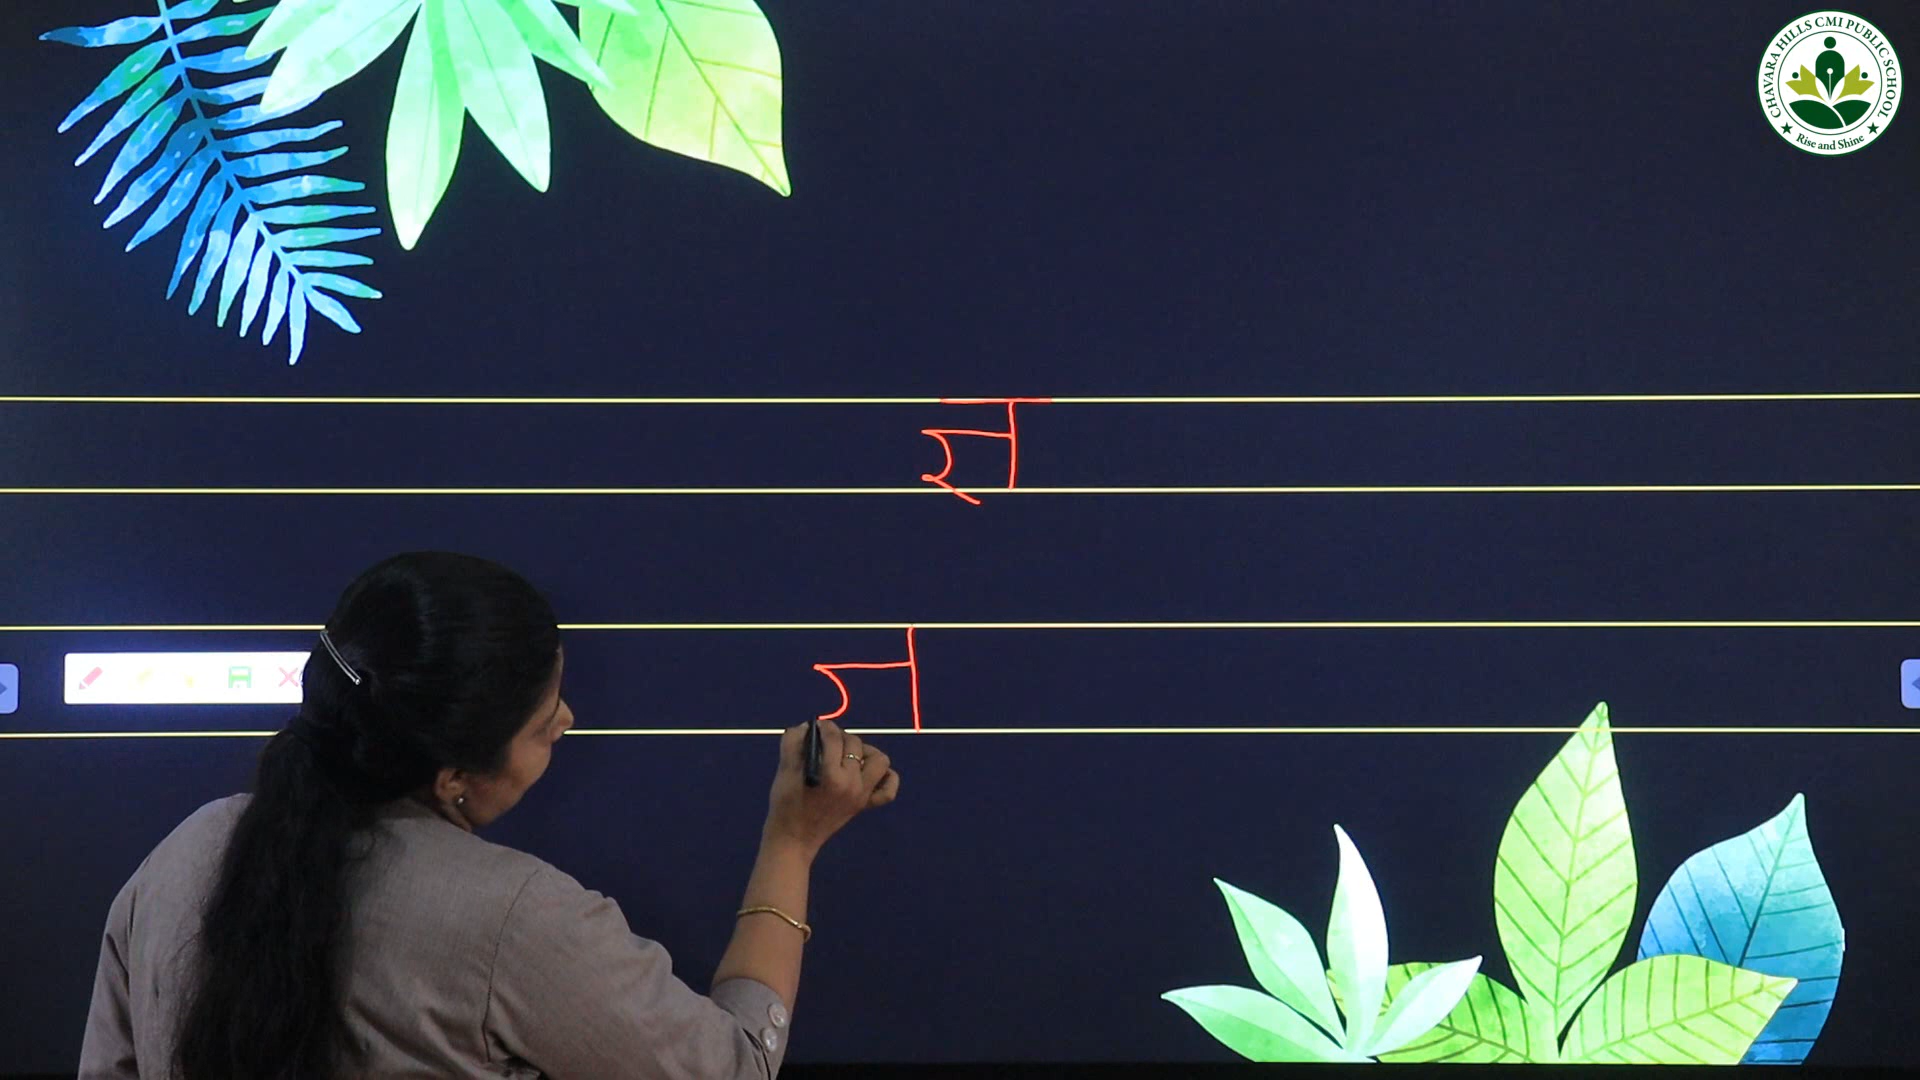 CHAVARA HILLS CMI PUBLIC SCHOOL
Rise and Shine
ञ